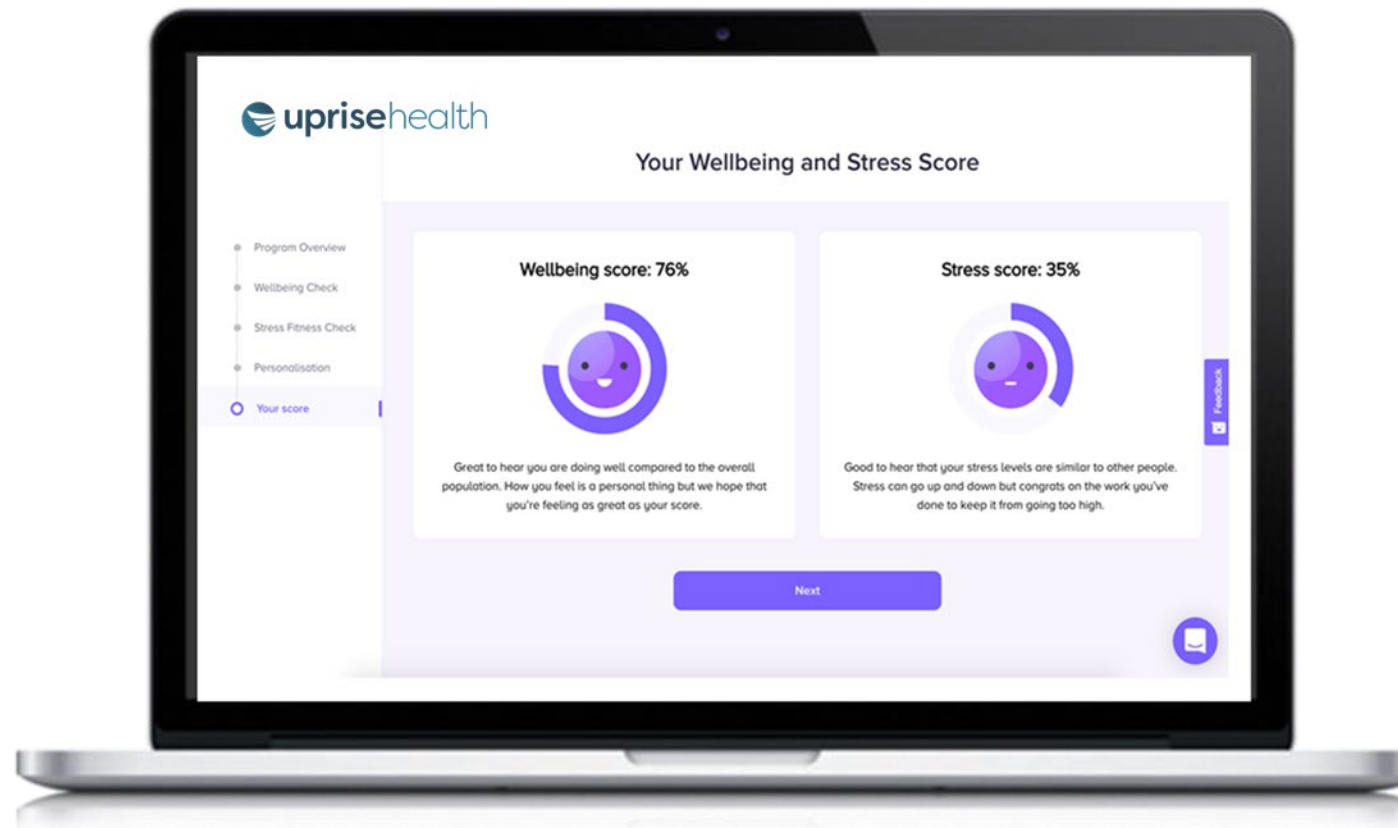 uprisehealth
Your Wellbeing and Stress Score
Program Overview
Wellbeing Check
Stress Fitness Check
Personalisation
Your score
Wellbeing score: 76%
Great to hear you are doing well compared to the overall
population. How you feel is a personal thing but we hope that
you're feeling as great as your score.
Stress score: 35%
Good to hear that your stress levels are similar to other people.
Stress can go up and down but congrats on the work you've
done to keep it from going too high.
Feedback
Next